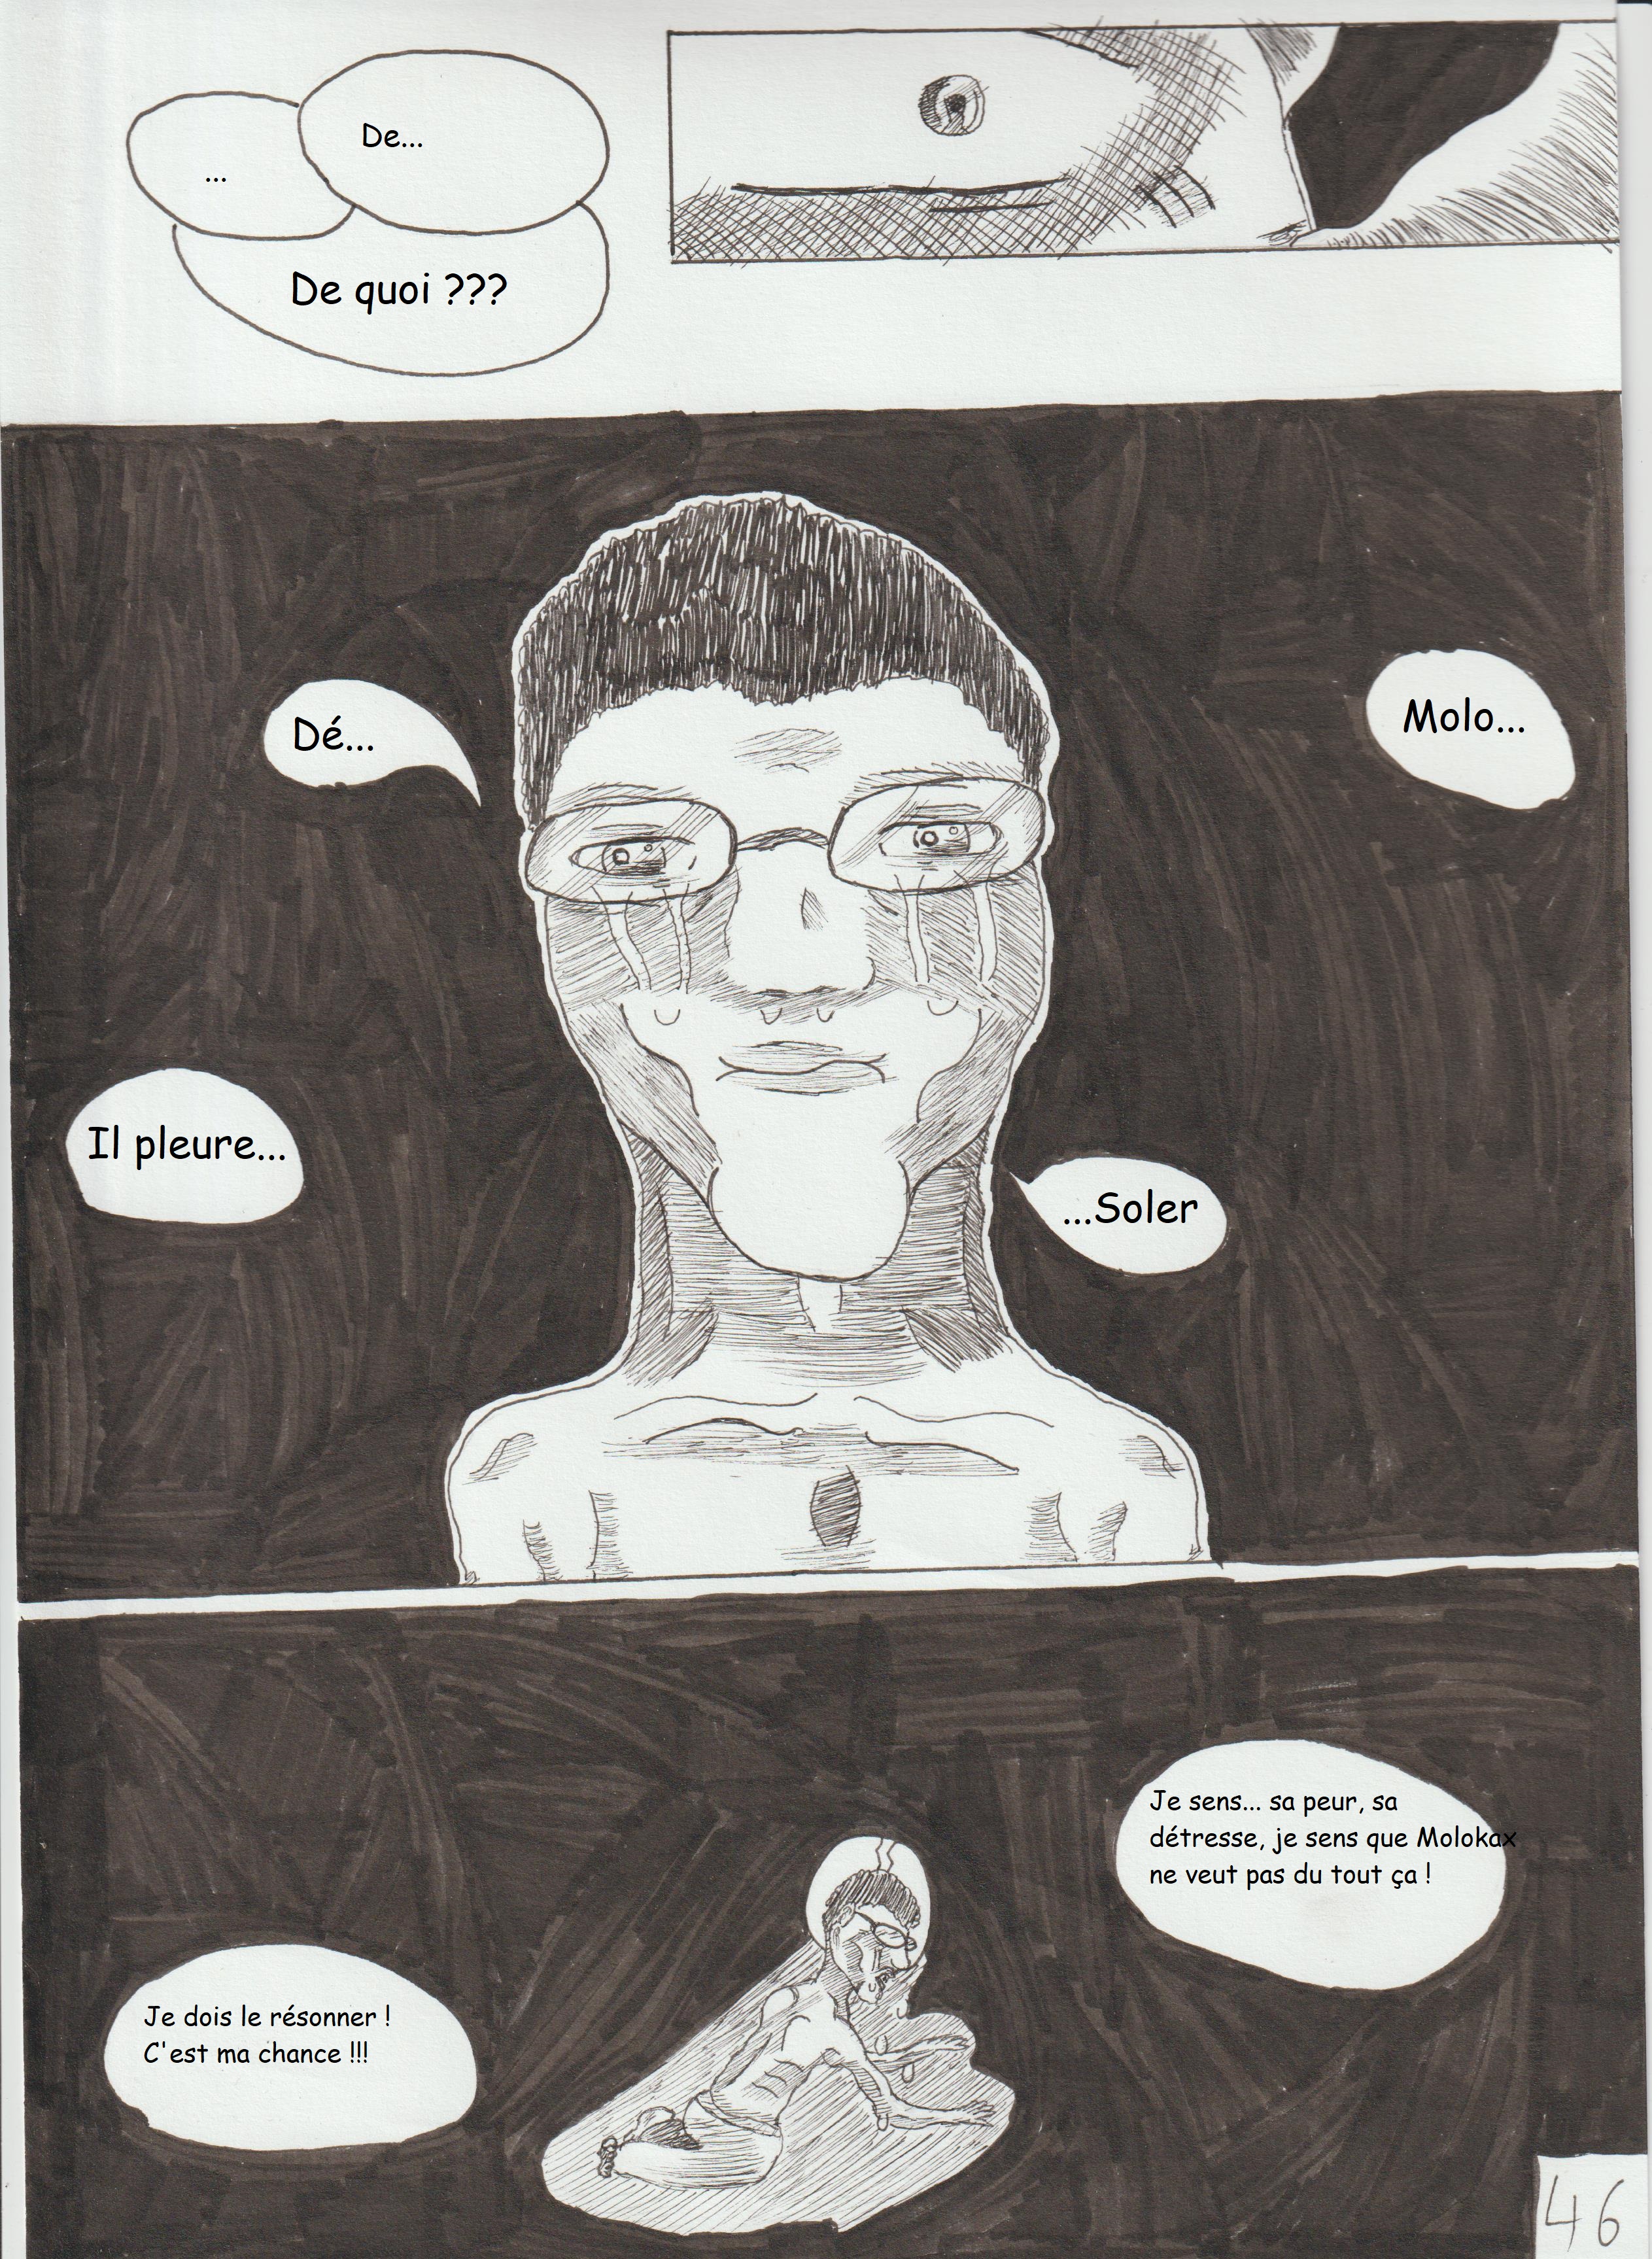 ...
De...
De quoi ???
Dé...
Molo...
Il pleure...
...Soler
Je sens... sa peur, sa
détresse, je sens que Molokax
ne veut pas du tout ça !
Je dois le résonner !
C'est ma chance !!!
46